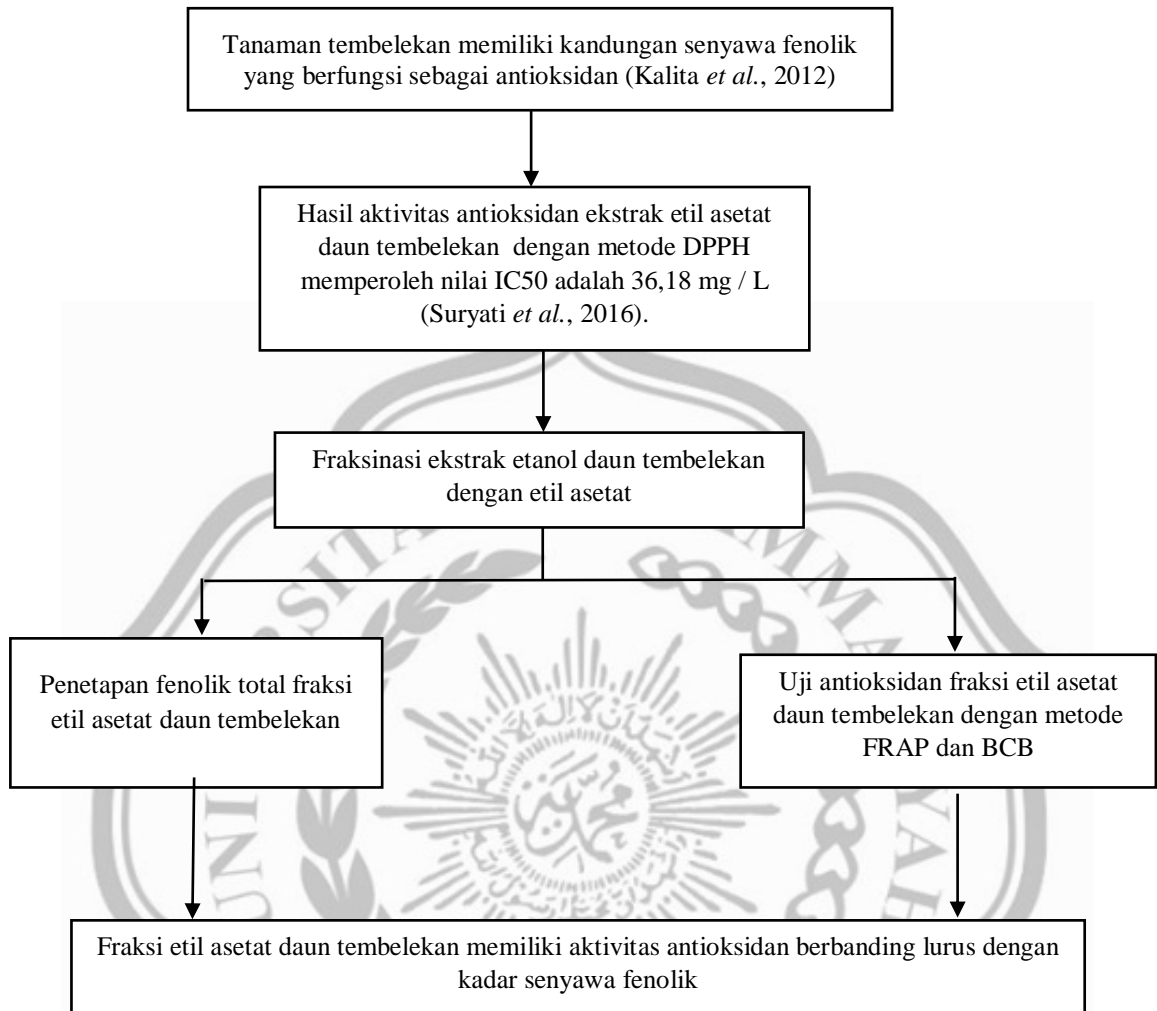 Tanaman tembelekan memiliki kandungan senyawa fenolik
yang berfungsi sebagai antioksidan (Kalita et al., 2012)
Hasil aktivitas antioksidan ekstrak etil asetat
daun tembelekan dengan metode DPPH
memperoleh nilai IC50 adalah 36,18 mg / L
(Suryati et al., 2016).
Fraksinasi ekstrak etanol daun tembelekan
dengan etil asetat
Penetapan fenolik total fraksi
etil asetat daun tembelekan
Uji antioksidan fraksi etil asetat
daun tembelekan dengan metode
FRAP dan BCB
Fraksi etil asetat daun tembelekan memiliki aktivitas antioksidan berbanding lurus dengan
kadar senyawa fenolik